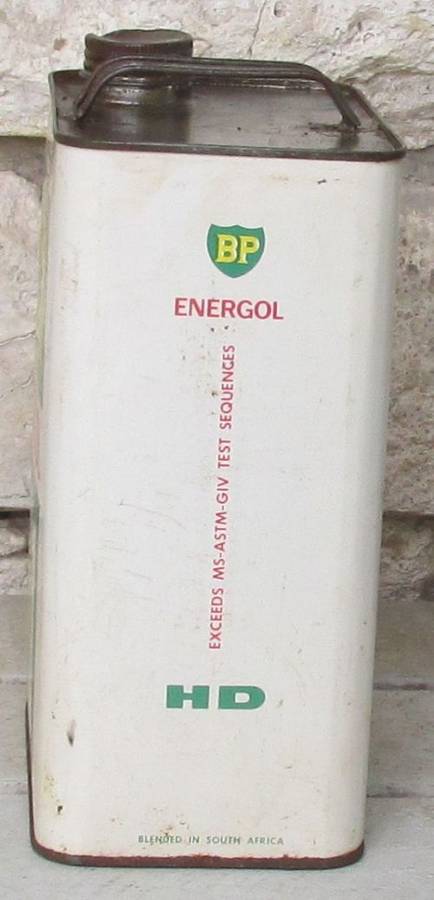 BP
ENERGOL
EXCEEDS MS-ASTM-GIV TEST SEQUENCES
HD
BLENDED IN SOUTH AFRICA